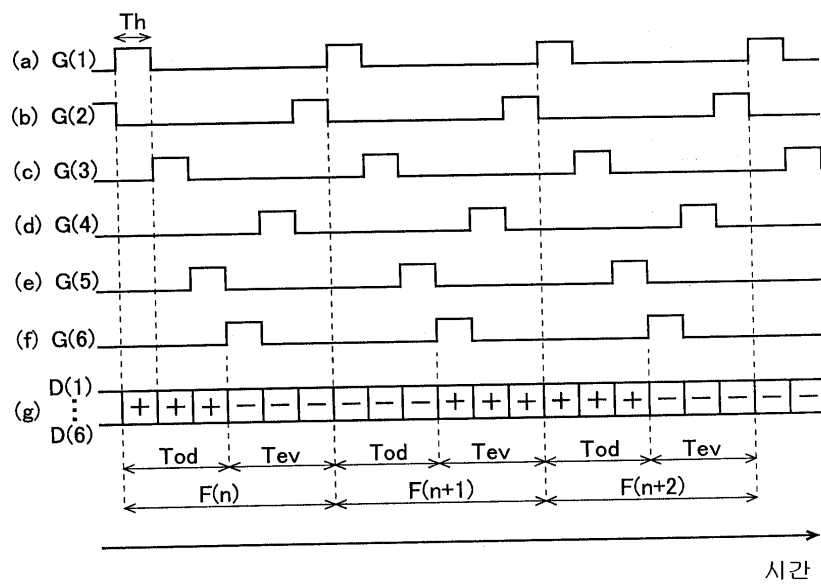 Th
(a) G(1)
(b) G(2)
(c) G(3)
(d) G(4)
(e) G(5)
(f) G(6)
D(1)
(g) ⋮ + + + − − − − − − + + + + + + − − − − −
D(6)
Tod Tev Tod Tev Tod Tev
F(n) F(n+1) F(n+2)
시간